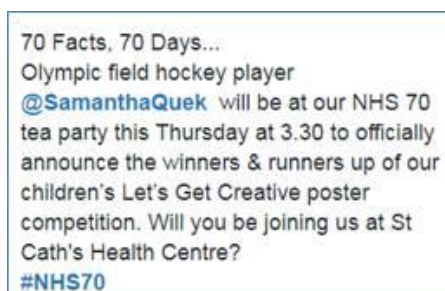 70 Facts, 70 Days...
Olympic field hockey player
@SamanthaQuek will be at our NHS 70
tea party this Thursday at 3.30 to officially
announce the winners & runners up of our
children's Let's Get Creative poster
competition. Will you be joining us at St
Cath's Health Centre?
#NHS70